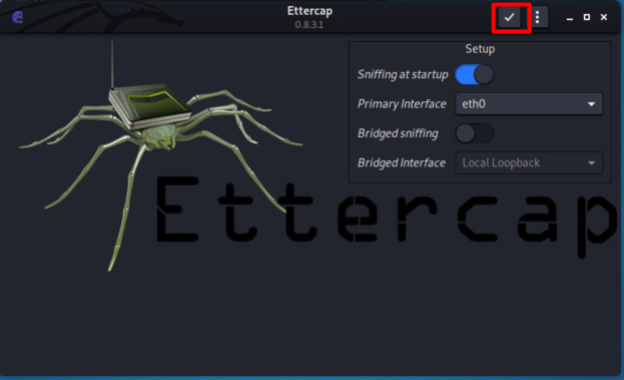 Ettercap
0.8.3.1
Setup
Sniffing at startup
Primary Interface eth0
Bridged sniffing
Bridged Interface Local Loopback
Ettercap